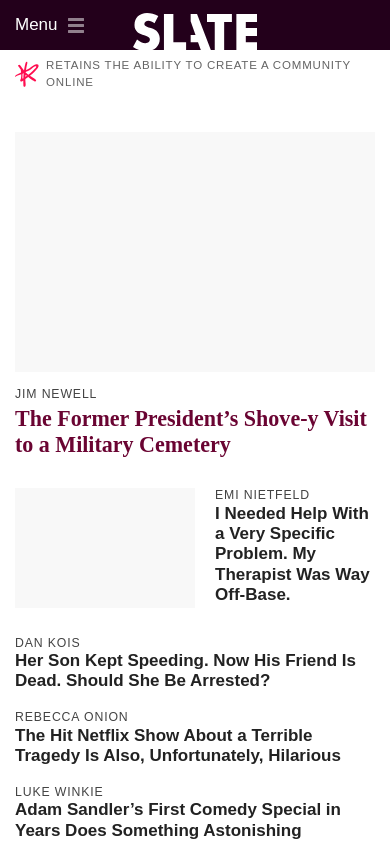 Menu
SLATE
RETAINS THE ABILITY TO CREATE A COMMUNITY
ONLINE
JIM NEWELL
The Former President’s Shove-y Visit
to a Military Cemetery
EMI NIETFELD
I Needed Help With
a Very Specific
Problem. My
Therapist Was Way
Off-Base.
DAN KOIS
Her Son Kept Speeding. Now His Friend Is
Dead. Should She Be Arrested?
REBECCA ONION
The Hit Netflix Show About a Terrible
Tragedy Is Also, Unfortunately, Hilarious
LUKE WINKIE
Adam Sandler’s First Comedy Special in
Years Does Something Astonishing